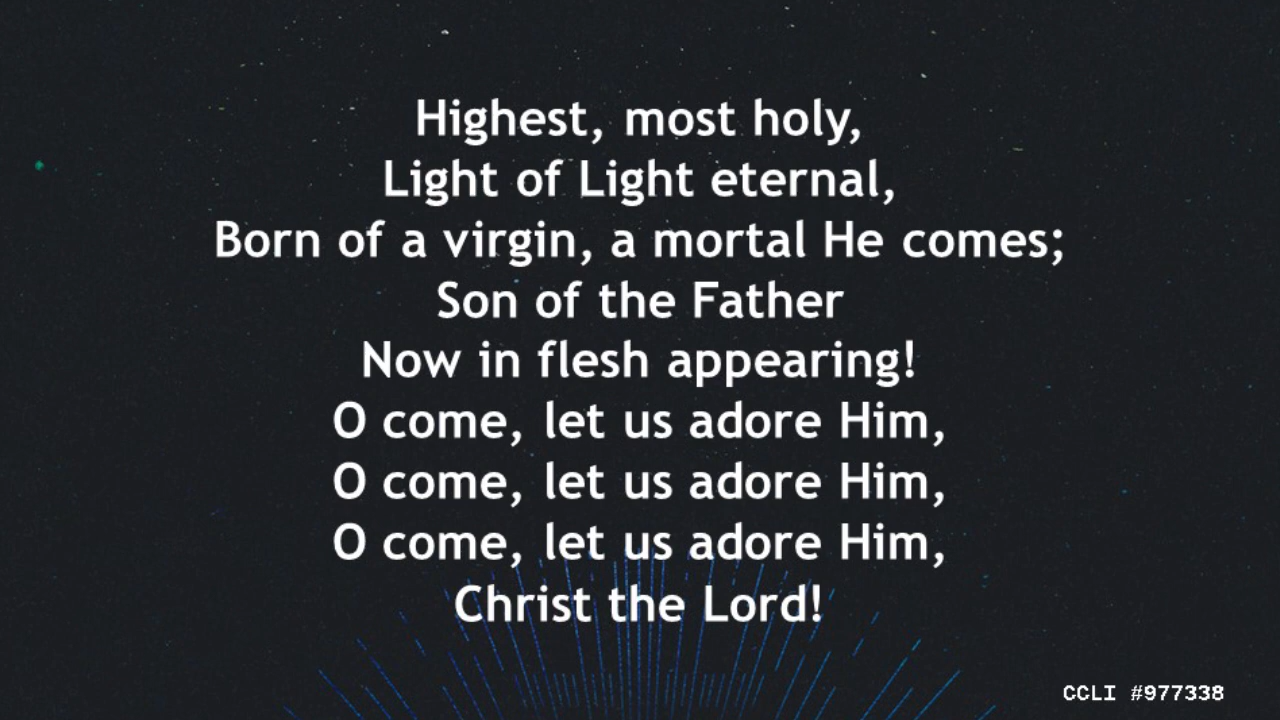 Highest, most holy,
Light of Light eternal,
Born of a virgin, a mortal He comes;
Son of the Father
Now in flesh appearing!
O come, let us adore Him,
O come, let us adore Him,
O come, let us adore Him,
Christ the Lord!
CCLI #977338